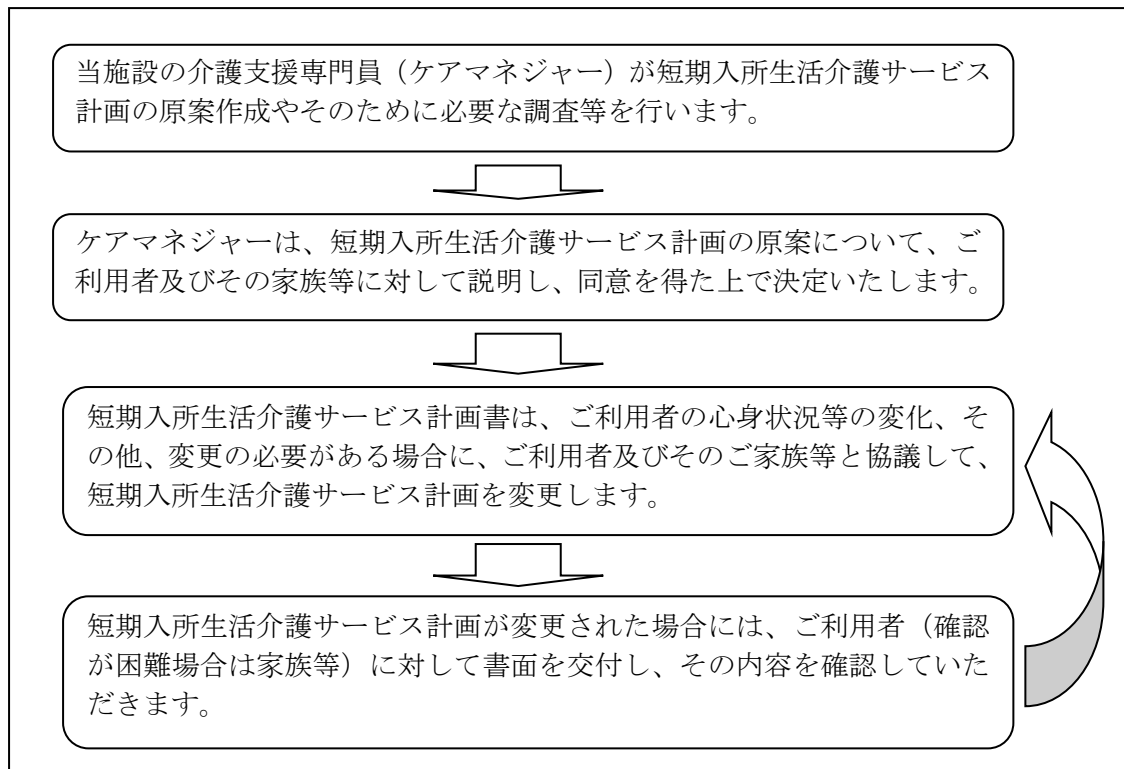 当施設の介護支援専門員（ケアマネジャー）が短期入所生活介護サービス
計画の原案作成やそのために必要な調査等を行います。
ケアマネジャーは、短期入所生活介護サービス計画の原案について、ご
利用者及びその家族等に対して説明し、同意を得た上で決定いたします。
短期入所生活介護サービス計画書は、ご利用者の心身状況等の変化、そ
の他、変更の必要がある場合に、ご利用者及びそのご家族等と協議して、
短期入所生活介護サービス計画を変更します。
短期入所生活介護サービス計画が変更された場合には、ご利用者（確認
が困難場合は家族等）に対して書面を交付し、その内容を確認していた
だきます。